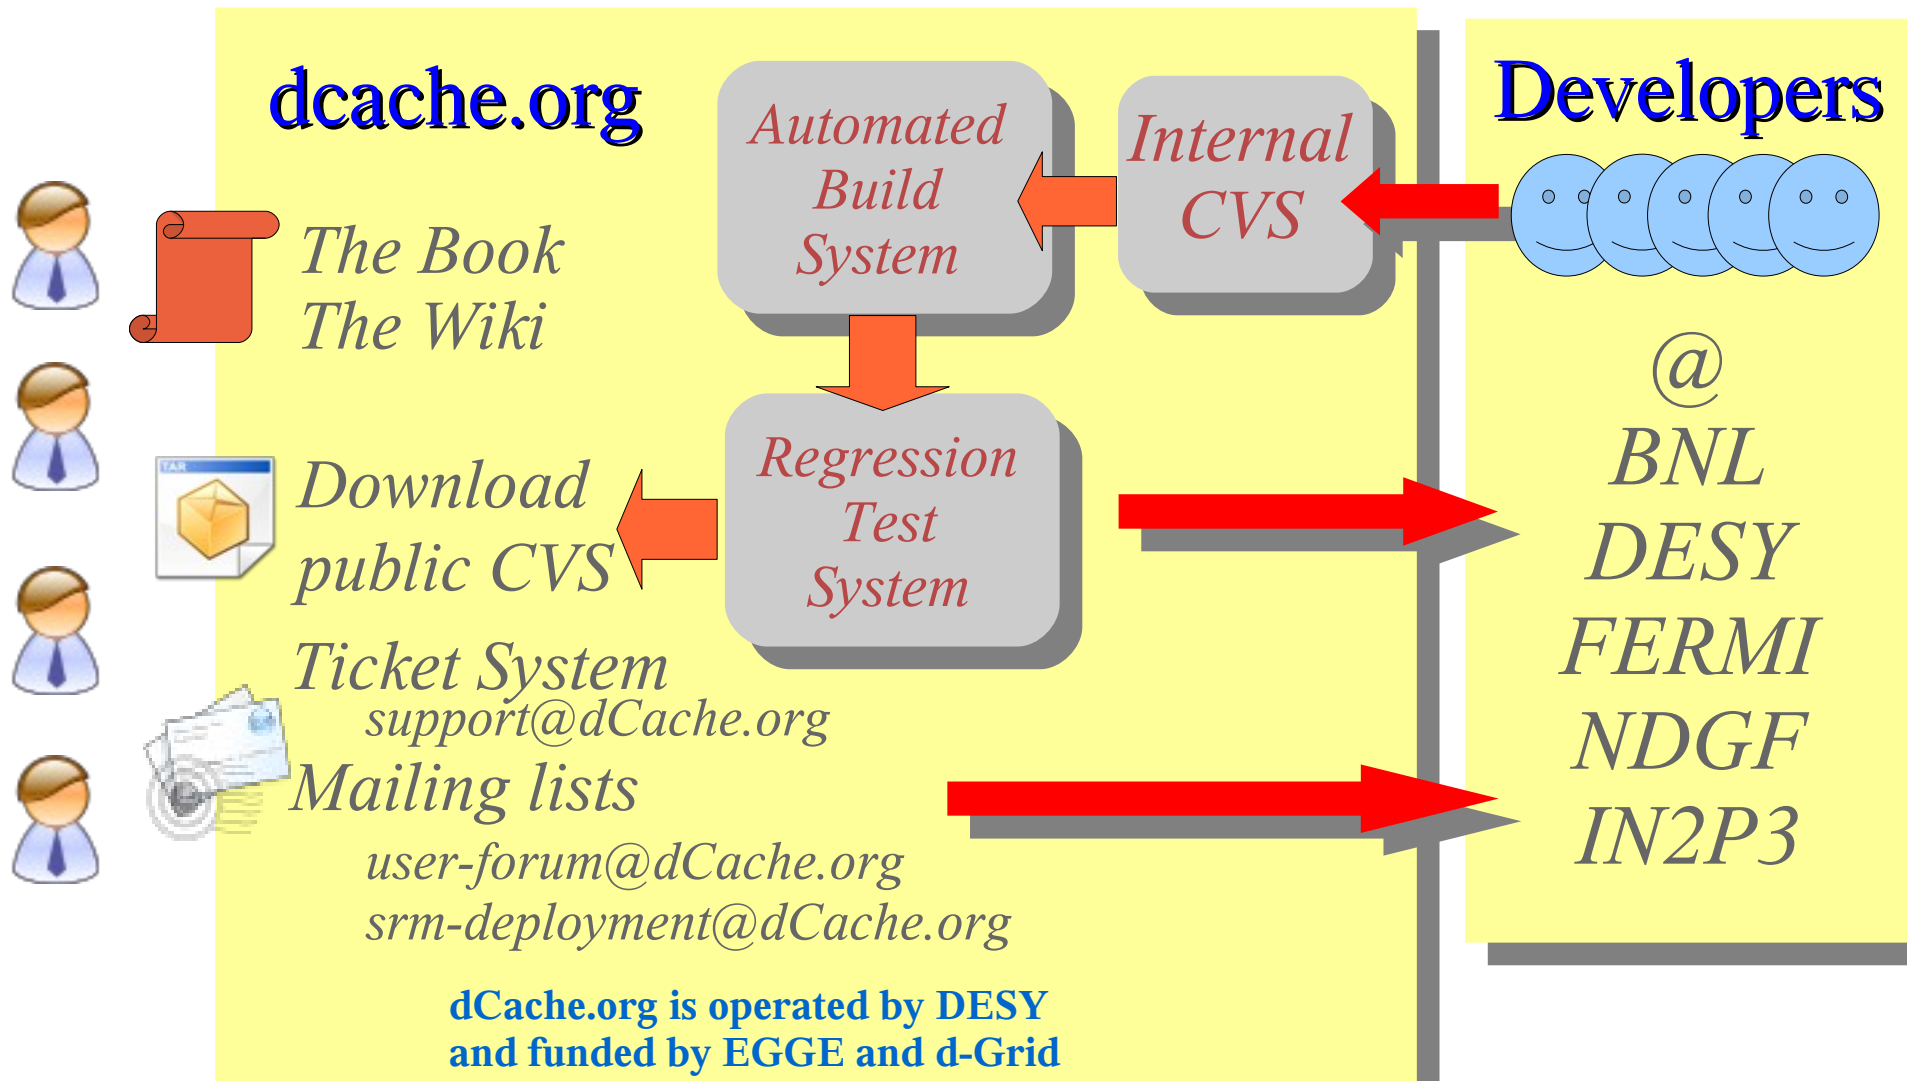 dcache.org
The Book
The Wiki
TAR
Download
public CVS
Ticket System
support@dCache.org
Mailing lists
user-forum@dCache.org
srm-deployment@dCache.org
dCache.org is operated by DESY
and funded by EGGE and d-Grid
Automated
Build
System
Internal
CVS
Regression
Test
System
Developers
@
BNL
DESY
FERMI
NDGF
IN2P3